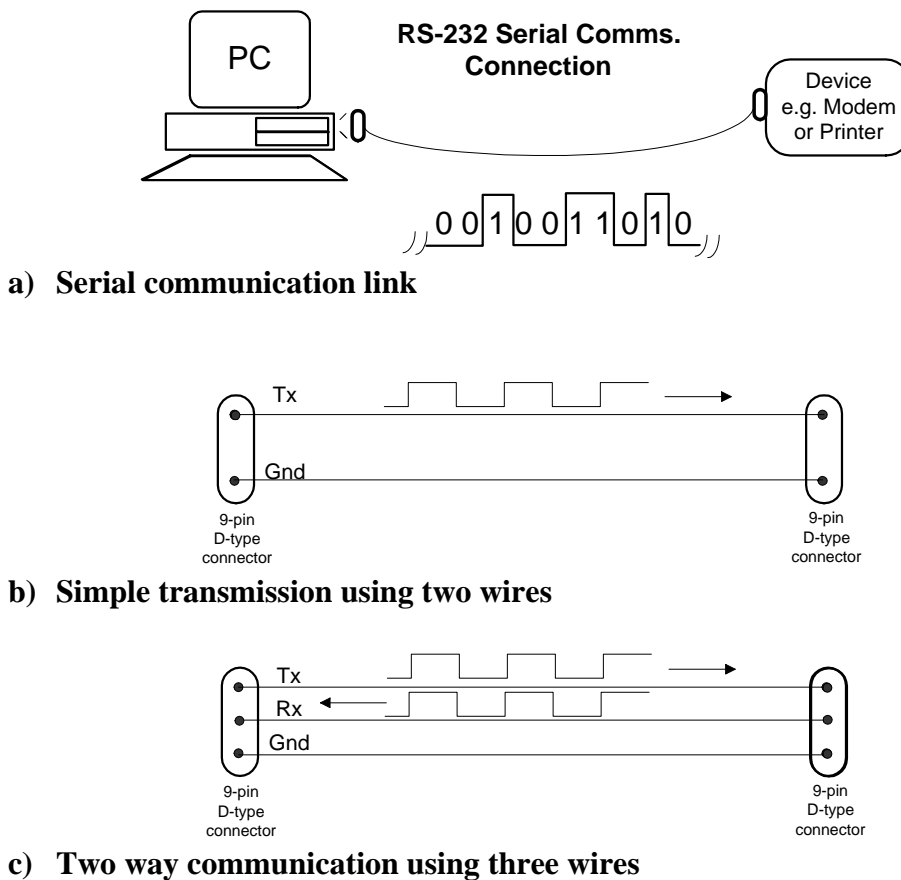 PC
RS-232 Serial Comms.
Connection
Device
e.g. Modem
or Printer
0 0 1 0 0 1 1 0 1 0
a) Serial communication link
Tx
Gnd
9-pin
D-type
connector
9-pin
D-type
connector
b) Simple transmission using two wires
Tx
Rx
Gnd
9-pin
D-type
connector
9-pin
D-type
connector
c) Two way communication using three wires